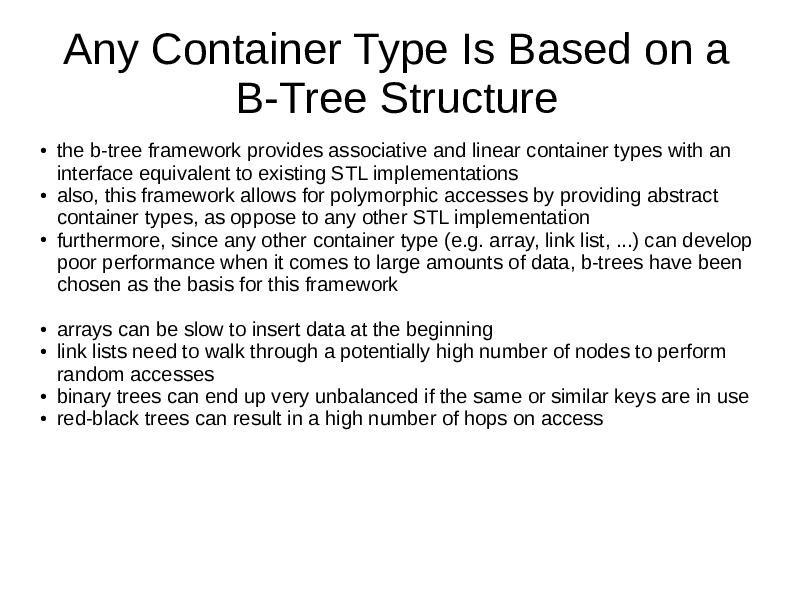 Any Container Type Is Based on a
B-Tree Structure
• the b-tree framework provides associative and linear container types with an
interface equivalent to existing STL implementations
• also, this framework allows for polymorphic accesses by providing abstract
container types, as oppose to any other STL implementation
• furthermore, since any other container type (e.g. array, link list, ...) can develop
poor performance when it comes to large amounts of data, b-trees have been
chosen as the basis for this framework
• arrays can be slow to insert data at the beginning
• link lists need to walk through a potentially high number of nodes to perform
random accesses
• binary trees can end up very unbalanced if the same or similar keys are in use
• red-black trees can result in a high number of hops on access